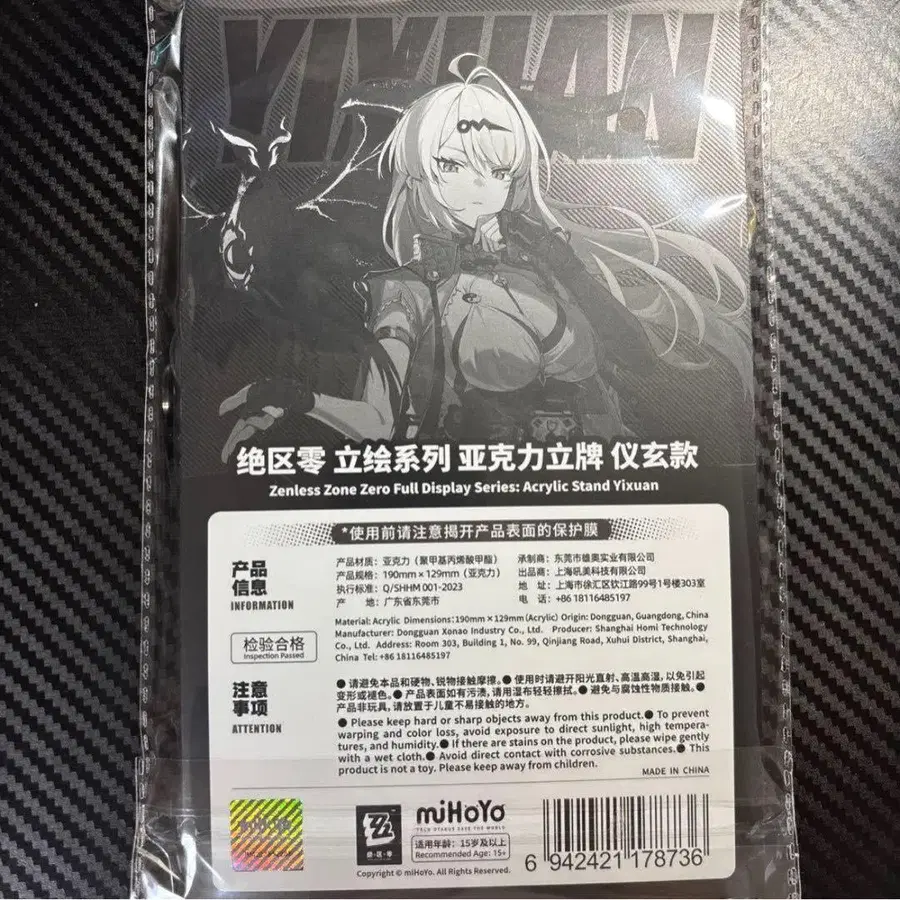 YIXUAN
绝区零 立绘系列 亚克力立牌 仪玄款
Zenless Zone Zero Full Display Series: Acrylic Stand Yixuan
*使用前请注意揭开产品表面的保护膜
产品
信息
INFORMATION
检验合格
Inspection Passed
产品材质：亚克力（聚甲基丙烯酸甲酯）
产品规格：190mm×129mm（亚克力）
执行标准：Q/SHHM 001-2023
产 地：广东省东莞市
承制商：东莞市雄奥实业有限公司
出品商：上海吼美科技有限公司
地 址：上海市徐汇区钦江路99号1号楼303室
电 话：+86 18116485197
Material: Acrylic Dimensions:190mm × 129mm (Acrylic) Origin: Dongguan, Guangdong, China
Manufacturer: Dongguan Xonao Industry Co., Ltd. Producer: Shanghai Homi Technology
Co., Ltd. Address: Room 303, Building 1, No. 99, Qinjiang Road, Xuhui District, Shanghai,
China Tel: +86 18116485197
注意
事项
ATTENTION
● 请避免本品和硬物、锐物接触摩擦。● 使用时请避开阳光直射、高温高湿，以免引起
变形或褪色。● 产品表面如有污渍，请用湿布轻轻擦拭。● 避免与腐蚀性物质接触。●
产品非玩具，请放置于儿童不易接触的地方。
● Please keep hard or sharp objects away from this product.● To prevent
warping and color loss, avoid exposure to direct sunlight, high tempera-
tures, and humidity.● If there are stains on the product, please wipe gently
with a wet cloth.● Avoid direct contact with corrosive substances.● This
product is not a toy. Please keep away from children.
MADE IN CHINA
miHoYo
绝·区·零
miHoYo
TECH OTAKUS SAVE THE WORLD
适用年龄：15岁及以上
Recommended Age: 15+
Copyright © miHoYo. All Rights Reserved.
6 942421 178736